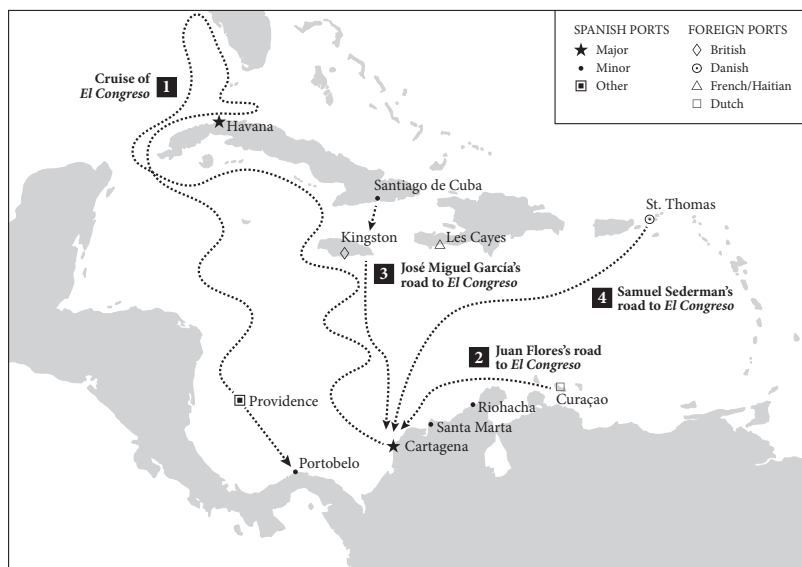 SPANISH PORTS
Major
Minor
Other
FOREIGN PORTS
British
Danish
French/Haitian
Dutch
Cruise of
El Congreso
1
Havana
Santiago de Cuba
St. Thomas
Kingston
Les Cayes
3
José Miguel García's
road to El Congreso
4
Samuel Sederman's
road to El Congreso
2
Juan Flores's road
to El Congreso
Providence
Curaçao
Riohacha
Santa Marta
Cartagena
Portobelo